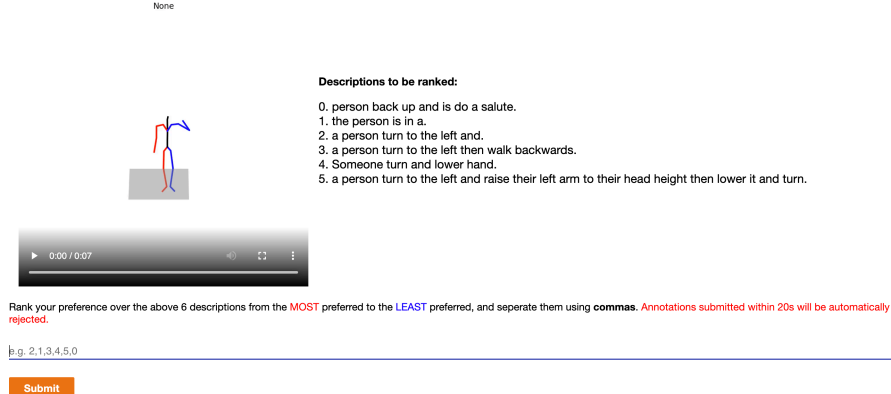 None
Descriptions to be ranked:
0. person back up and is do a salute.
1. the person is in a.
2. a person turn to the left and.
3. a person turn to the left then walk backwards.
4. Someone turn and lower hand.
5. a person turn to the left and raise their left arm to their head height then lower it and turn.
0:00 / 0:07
Rank your preference over the above 6 descriptions from the MOST preferred to the LEAST preferred, and seperate them using commas. Annotations submitted within 20s will be automatically
rejected.
e.g. 2,1,3,4,5,0
Submit